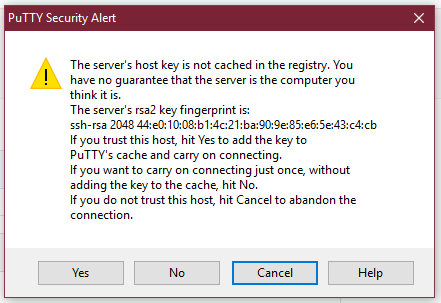 PuTTY Security Alert
The server's host key is not cached in the registry. You
have no guarantee that the server is the computer you
think it is.
The server's rsa2 key fingerprint is:
ssh-rsa 2048 44:e0:10:08:b1:4c:21:ba:90:9e:85:e6:5e:43:c4:cb
If you trust this host, hit Yes to add the key to
PuTTY's cache and carry on connecting.
If you want to carry on connecting just once, without
adding the key to the cache, hit No.
If you do not trust this host, hit Cancel to abandon the
connection.
Yes No Cancel Help